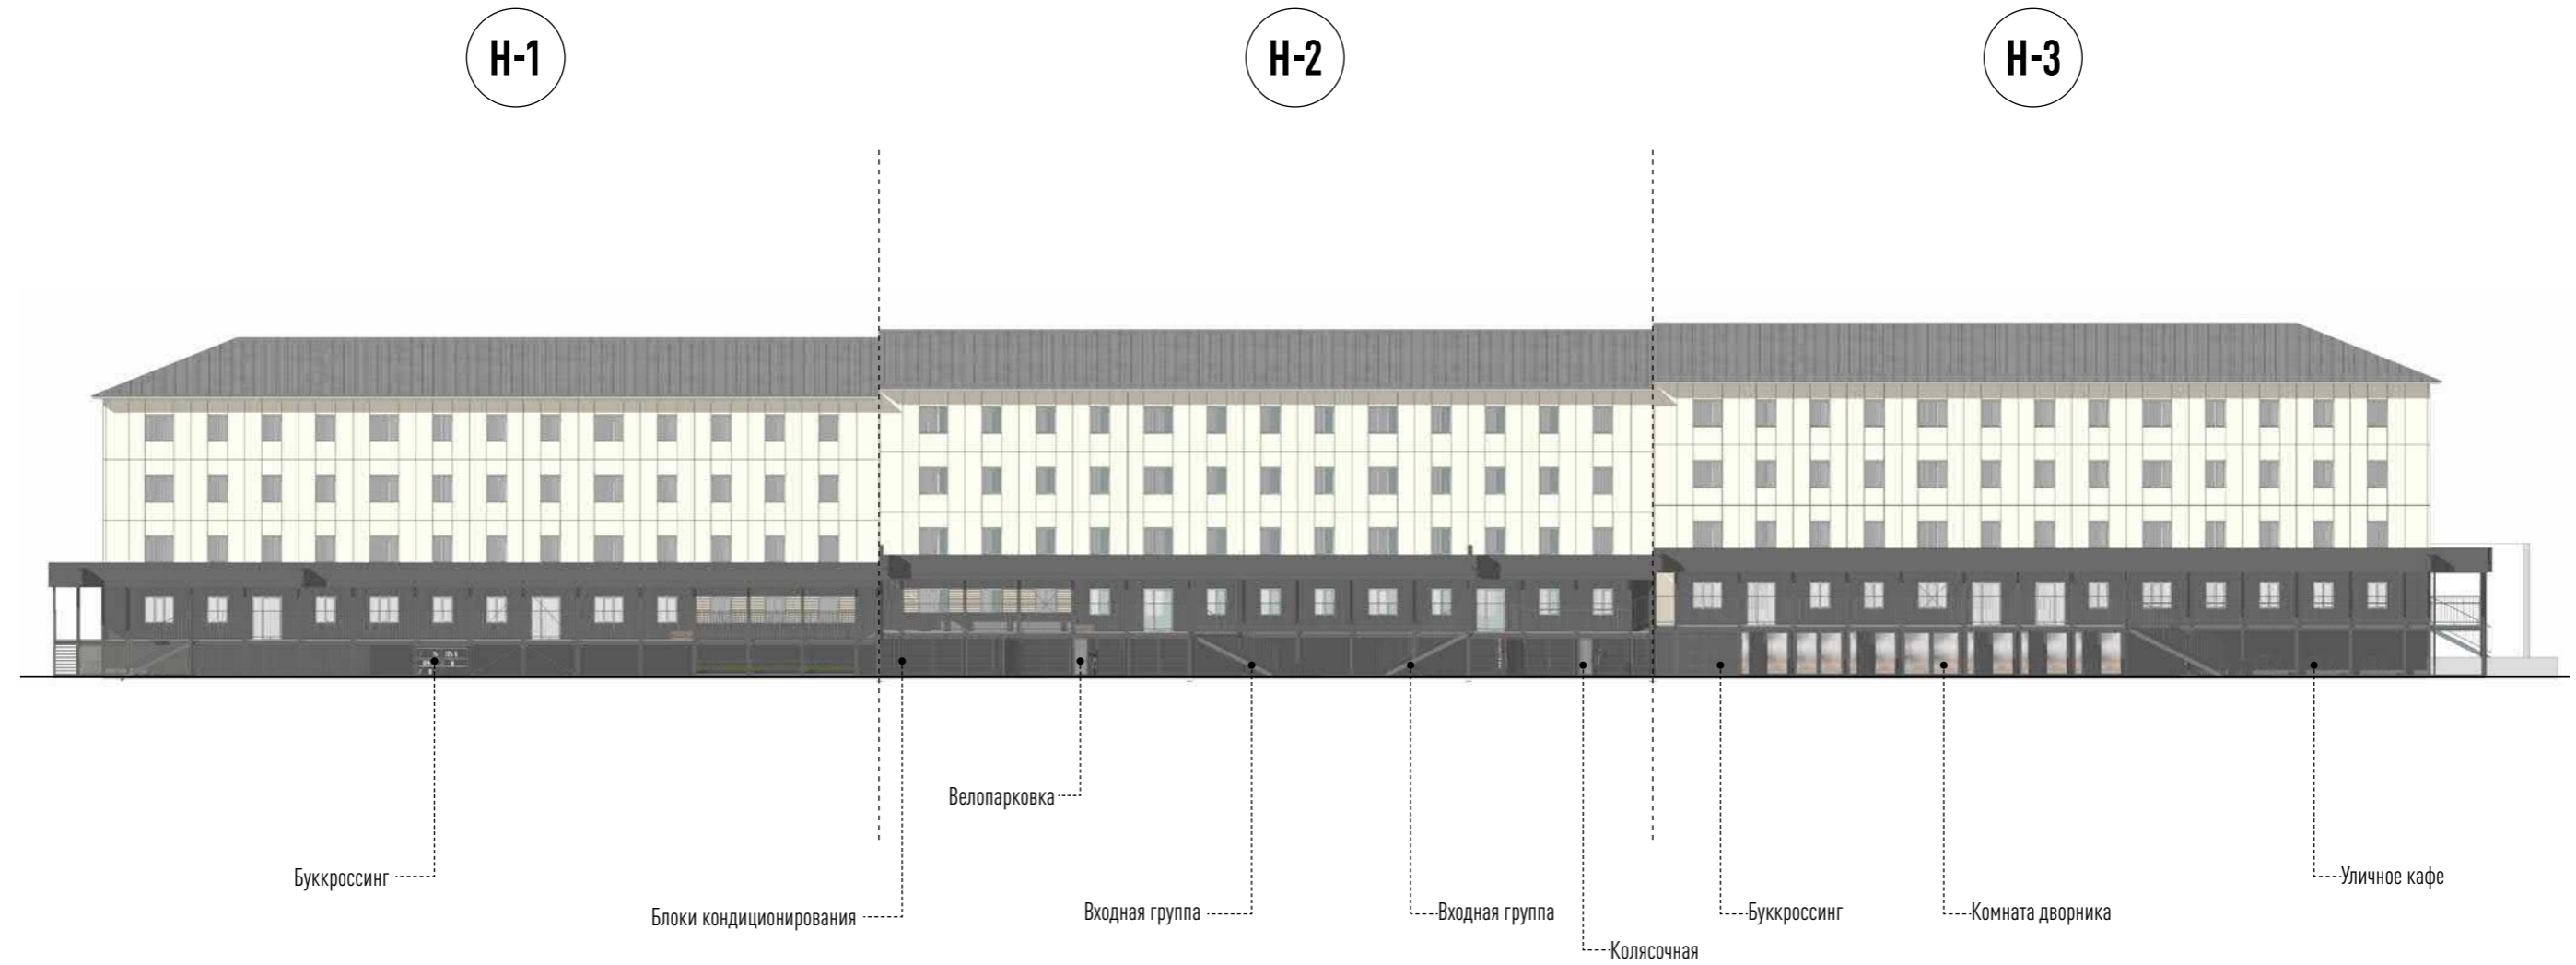 Н-1
Н-2
Н-3
Велопарковка
Буккроссинг
Уличное кафе
Блоки кондиционирования
Входная группа
Входная группа
Буккроссинг
Комната дворника
Колясочная